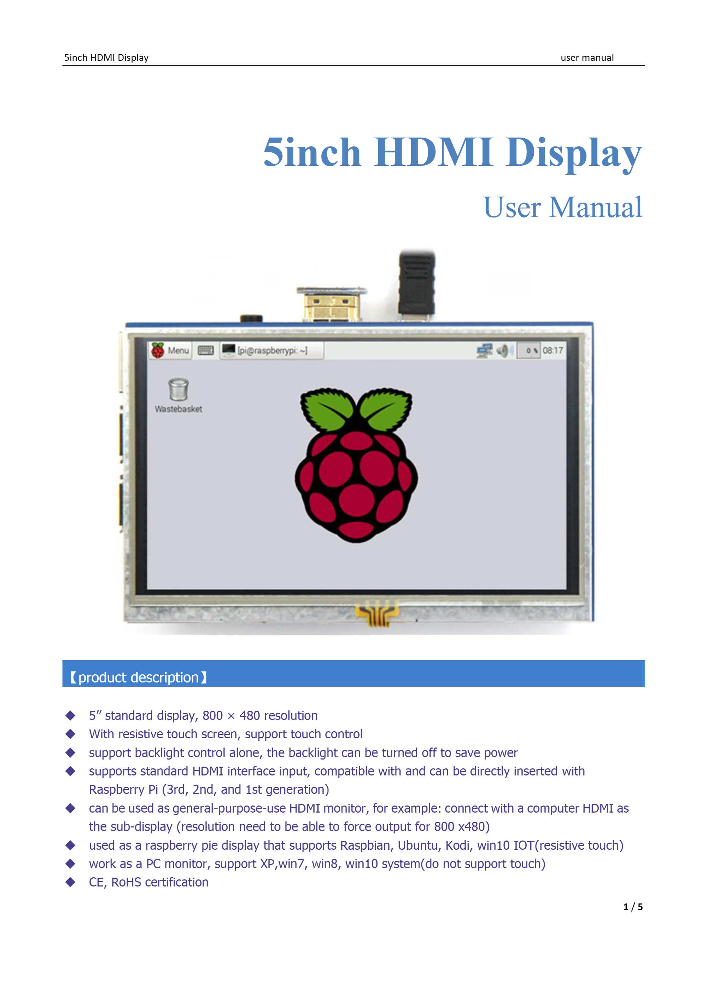 5inch HDMI Display user manual
5inch HDMI Display
User Manual
Menu [pi@raspberrypi: ~] 0 % 08:17
Wastebasket
【product description】
◆ 5” standard display, 800 × 480 resolution
◆ With resistive touch screen, support touch control
◆ support backlight control alone, the backlight can be turned off to save power
◆ supports standard HDMI interface input, compatible with and can be directly inserted with
Raspberry Pi (3rd, 2nd, and 1st generation)
◆ can be used as general-purpose-use HDMI monitor, for example: connect with a computer HDMI as
the sub-display (resolution need to be able to force output for 800 x480)
◆ used as a raspberry pie display that supports Raspbian, Ubuntu, Kodi, win10 IOT(resistive touch)
◆ work as a PC monitor, support XP,win7, win8, win10 system(do not support touch)
◆ CE, RoHS certification
1 / 5